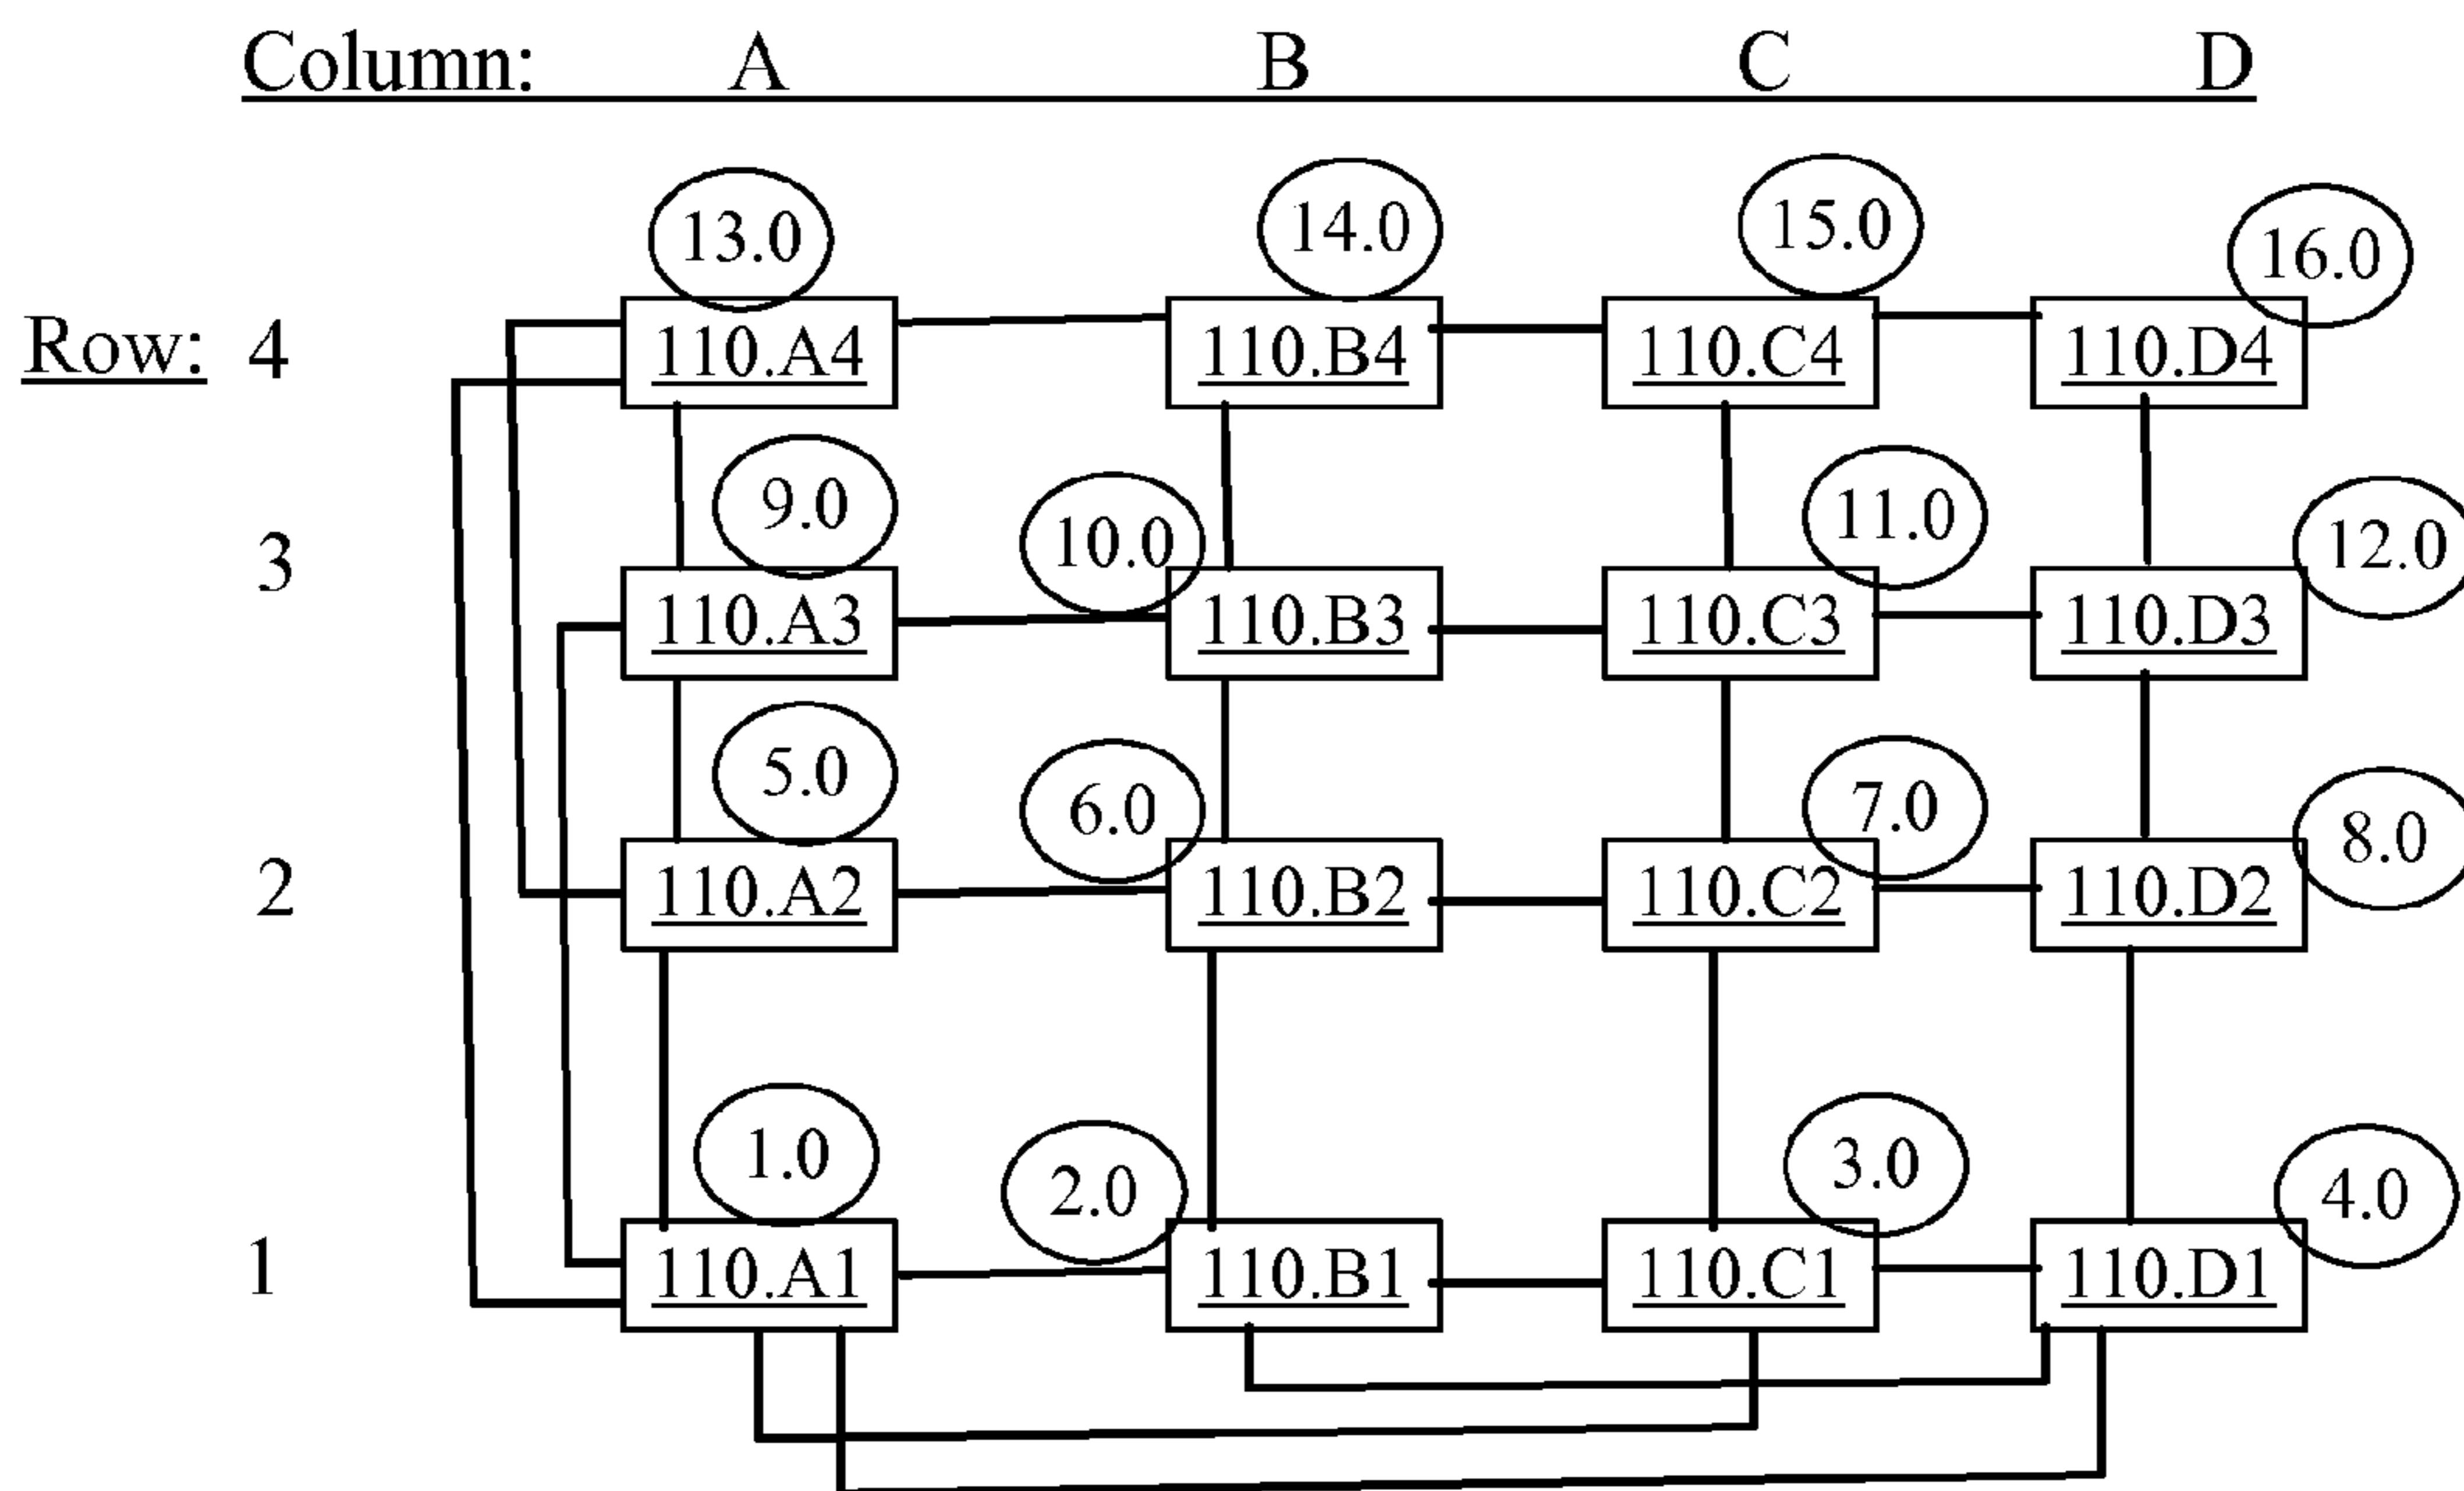 Column: A B C D
13.0 14.0 15.0 16.0
Row: 4 110.A4 110.B4 110.C4 110.D4
9.0 10.0 11.0 12.0
3 110.A3 110.B3 110.C3 110.D3
5.0 6.0 7.0 8.0
2 110.A2 110.B2 110.C2 110.D2
1.0 2.0 3.0 4.0
1 110.A1 110.B1 110.C1 110.D1